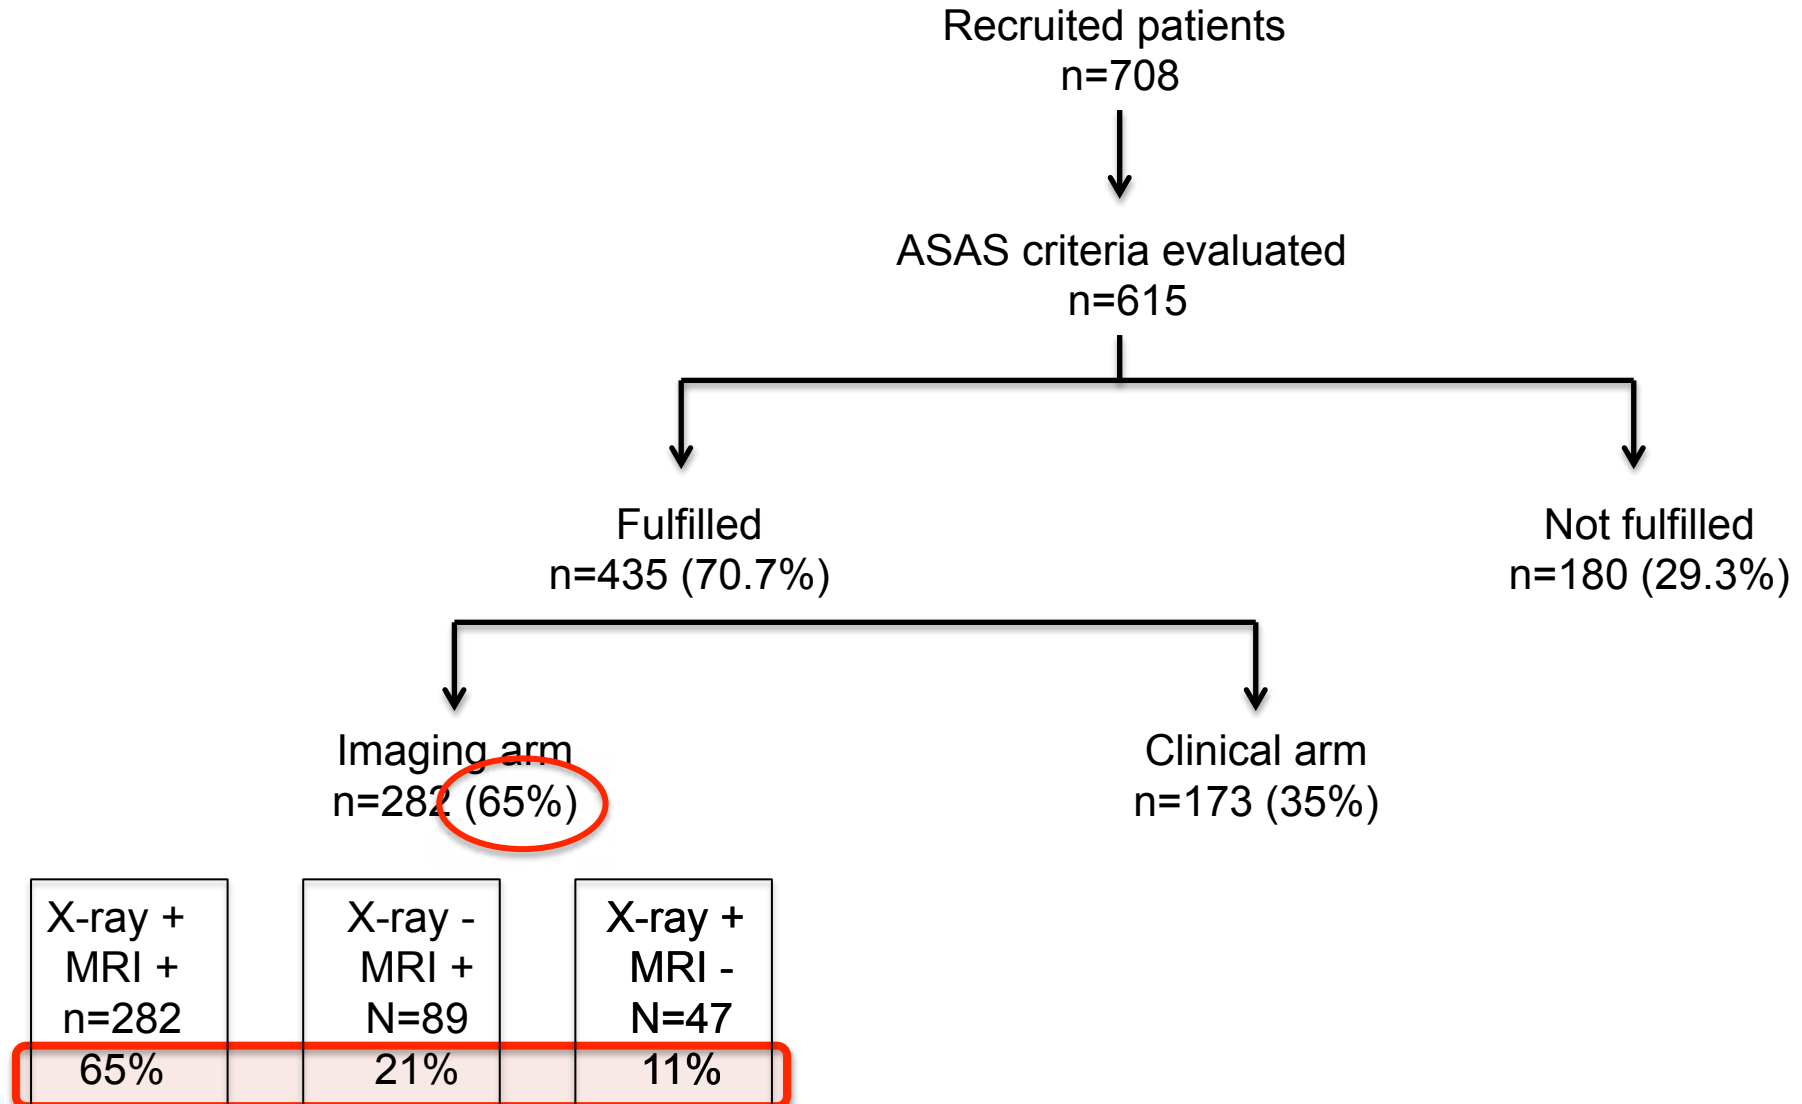 Recruited patients
n=708
ASAS criteria evaluated
n=615
Fulfilled
n=435 (70.7%)
Not fulfilled
n=180 (29.3%)
Imaging arm
n=282 (65%)
Clinical arm
n=173 (35%)
X-ray +
MRI +
n=282
65%
X-ray -
MRI +
N=89
21%
X-ray +
MRI -
N=47
11%